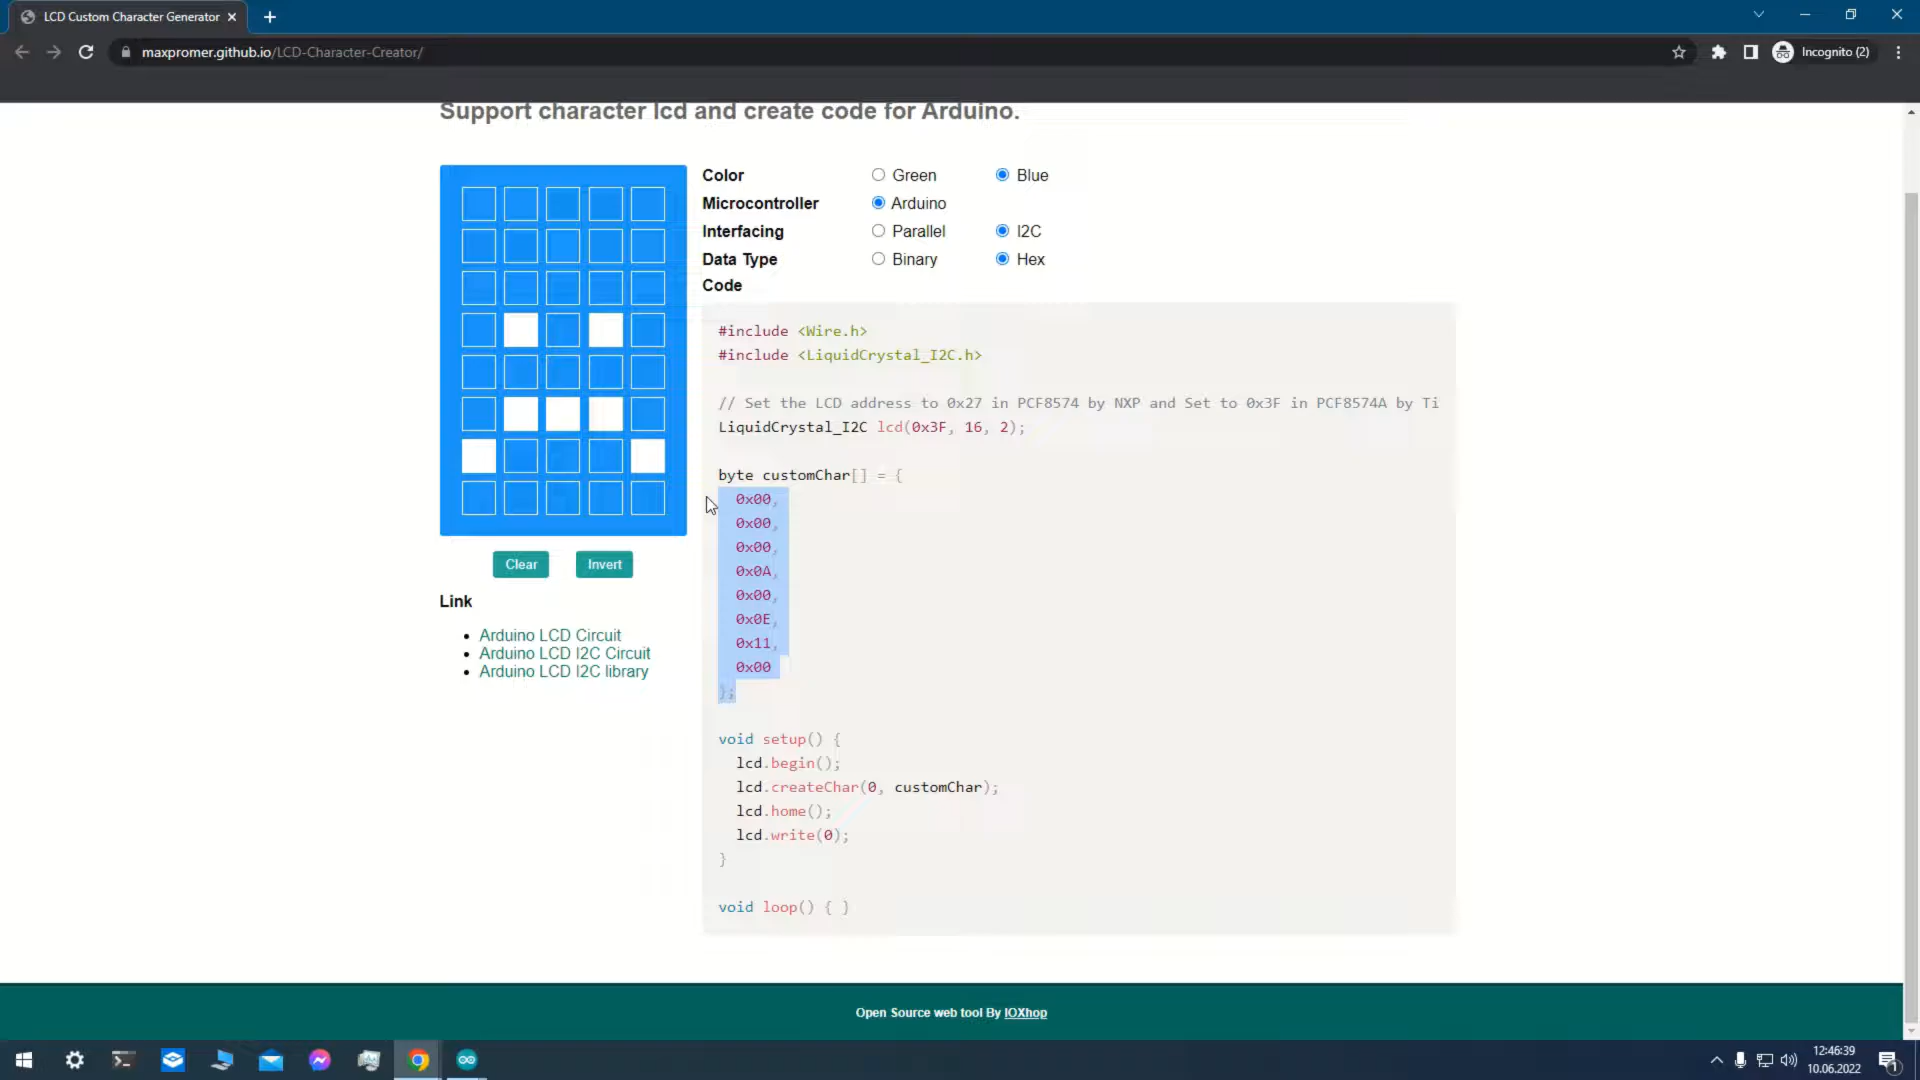 LCD Custom Character Generator
maxpromer.github.io/LCD-Character-Creator/
Incognito (2)
Support character lcd and create code for Arduino.
Color Green Blue
Microcontroller Arduino
Interfacing Parallel I2C
Data Type Binary Hex
Code
#include <Wire.h>
#include <LiquidCrystal_I2C.h>
// Set the LCD address to 0x27 in PCF8574 by NXP and Set to 0x3F in PCF8574A by Ti
LiquidCrystal_I2C lcd(0x3F, 16, 2);
byte customChar[] = {
0x00,
0x00,
0x00,
0x0A,
0x00,
0x0E,
0x11,
0x00
};
void setup() {
lcd.begin();
lcd.createChar(0, customChar);
lcd.home();
lcd.write(0);
}
void loop() { }
Clear Invert
Link
Arduino LCD Circuit
Arduino LCD I2C Circuit
Arduino LCD I2C library
Open Source web tool By IOXhop
12:46:39
10.06.2022
1